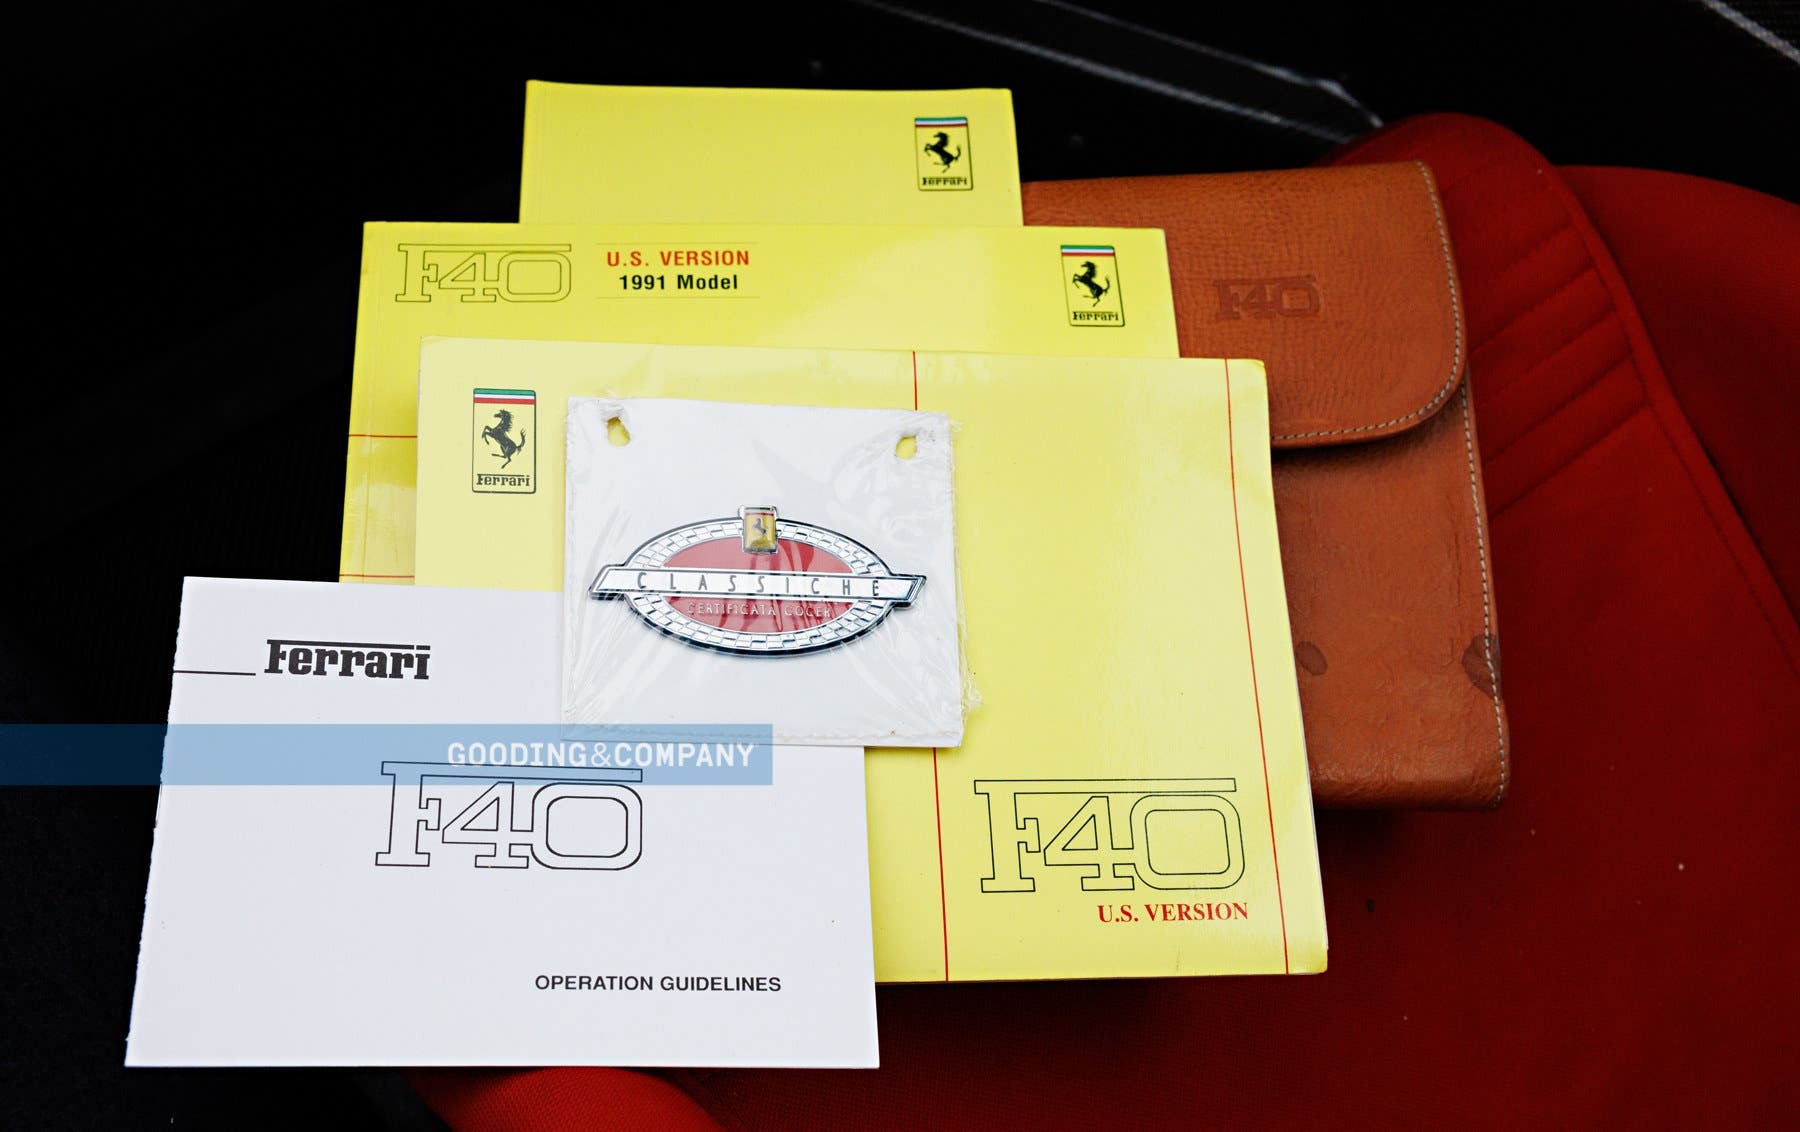 Ferrari
F40
U.S. VERSION
1991 Model
Ferrari
F40
Ferrari
CLASSICHE
Ferrari
GOODING&COMPANY
F40
F40
U.S. VERSION
OPERATION GUIDELINES